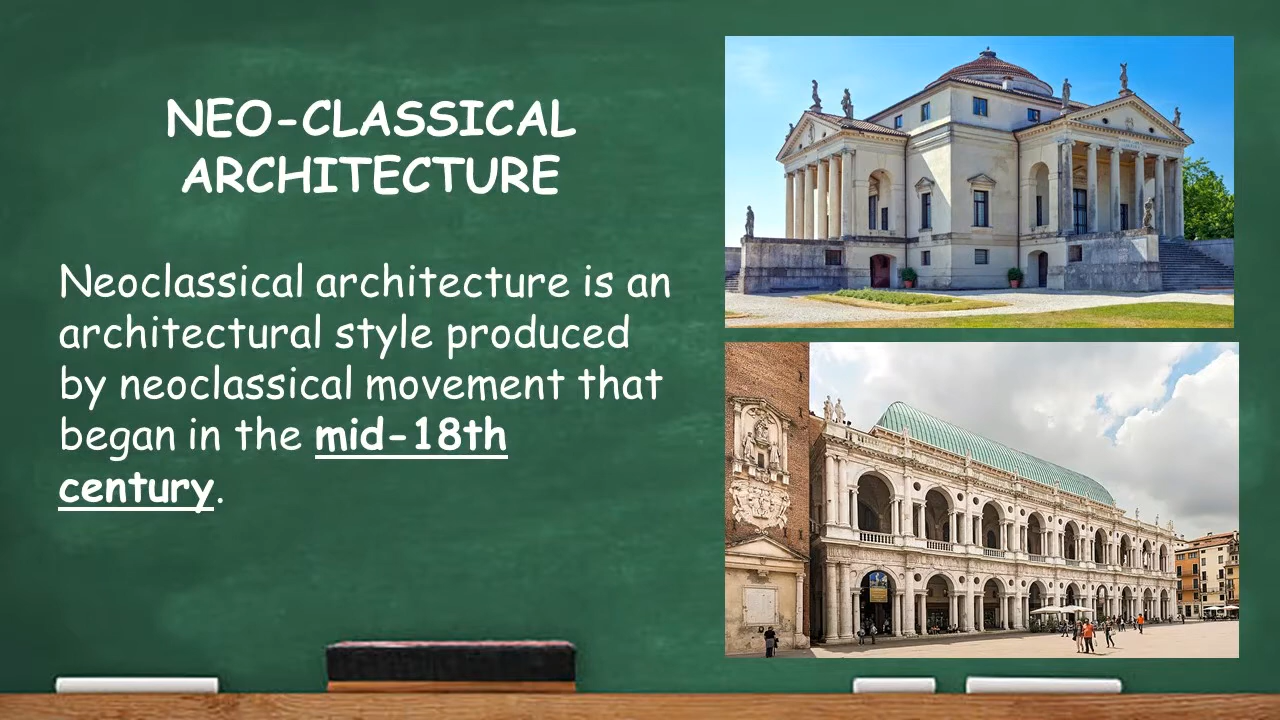 NEO-CLASSICAL
ARCHITECTURE
Neoclassical architecture is an
architectural style produced
by neoclassical movement that
began in the mid-18th
century.